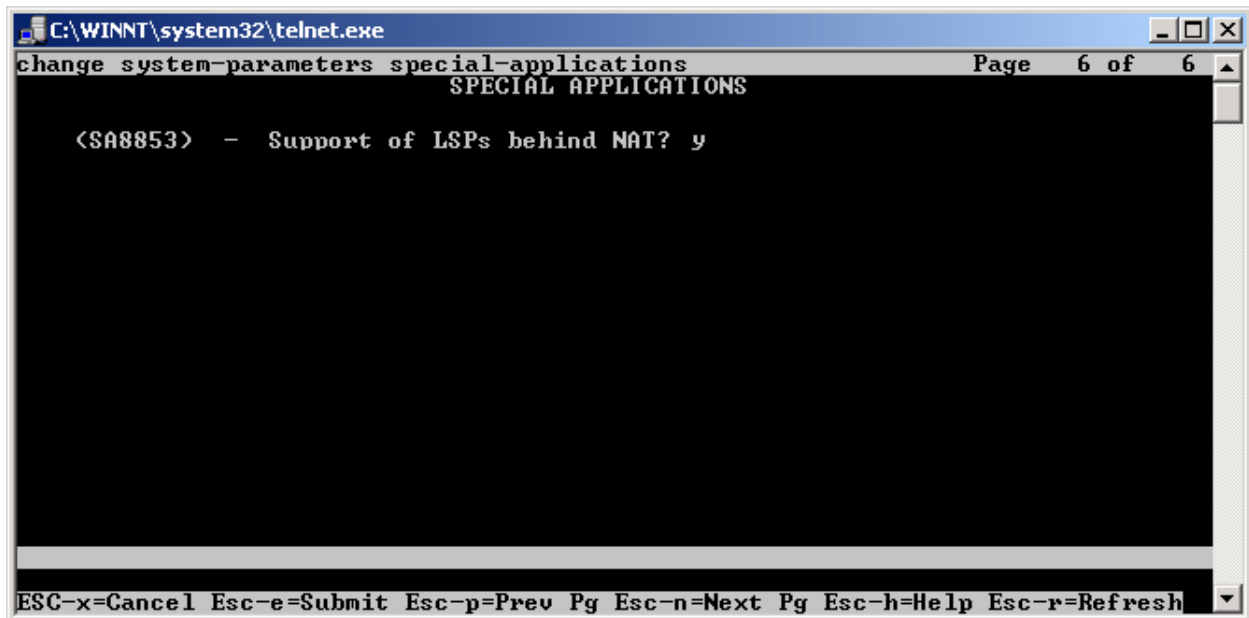 C:\WINNT\system32\telnet.exe
change system-parameters special-applications Page 6 of 6
SPECIAL APPLICATIONS
(SA8853) - Support of LSPs behind NAT? y
ESC-x=Cancel Esc-e=Submit Esc-p=Prev Pg Esc-n=Next Pg Esc-h=Help Esc-r=Refresh